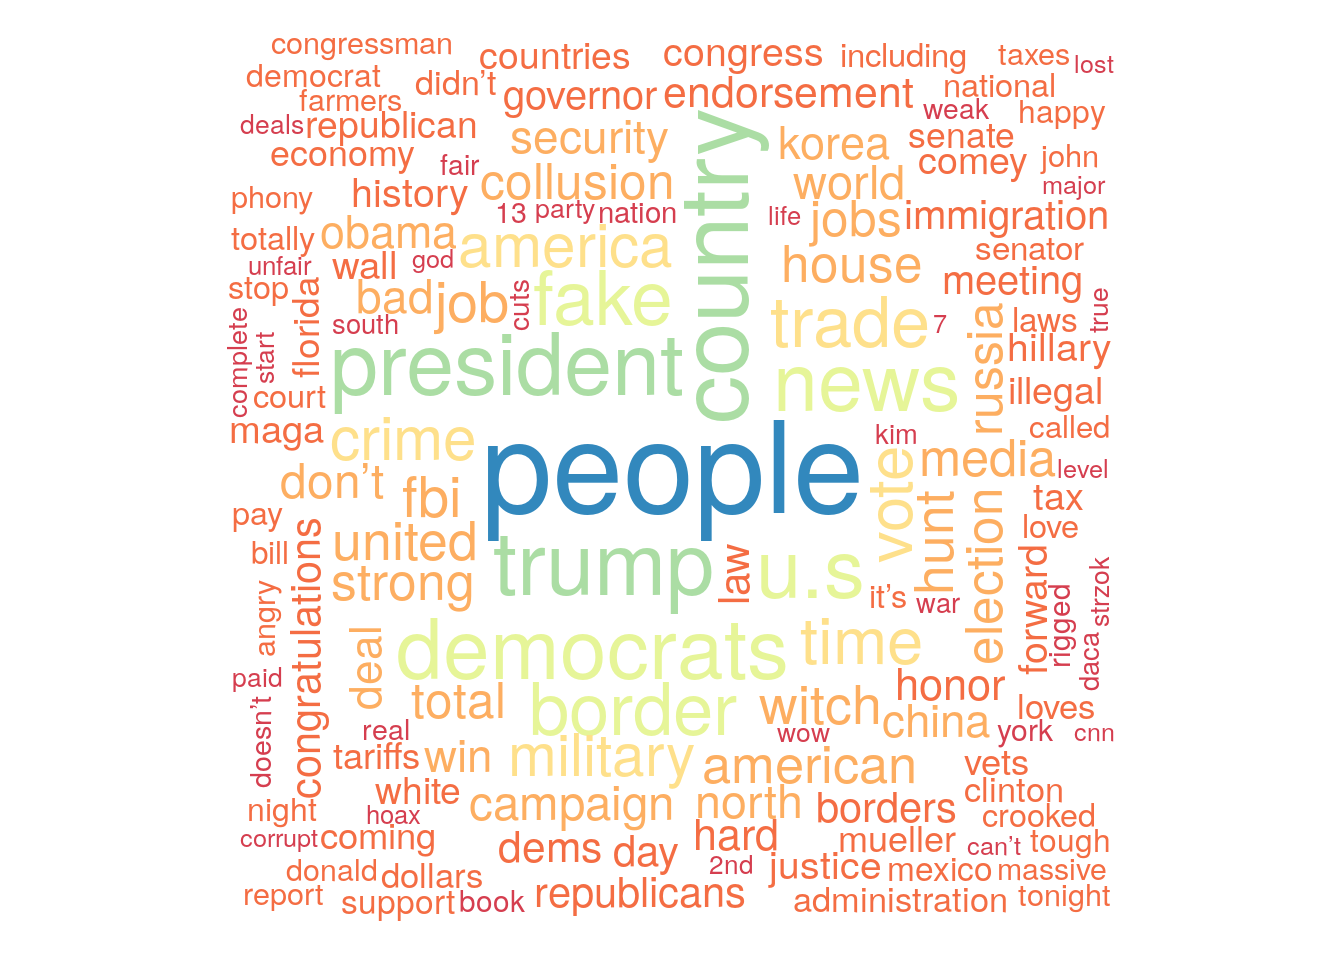 congressman
countries
congress
including
taxes
lost
democrat
didn’t
governor
endorsement
national
farmers
weak
happy
deals
republican
security
country
korea
senate
economy
fair
collusion
world
comey
john
phony
history
13
party
nation
life
jobs
immigration
major
totally
obama
america
house
senator
unfair
wall
god
meeting
stop
florida
bad
job
cuts
fake
trade
7
russia
laws
true
complete
start
south
president
news
hillary
court
illegal
maga
crime
people
kim
vote
media
called
level
don’t
fbi
hunt
election
tax
pay
congratulations
united
trump
law
u.s
love
bill
strong
it’s
war
forward
rigged
strzok
angry
deal
democrats
time
daca
paid
total
border
witch
honor
loves
doesn’t
real
wow
china
york
cnn
tariffs
win
military
american
vets
night
white
campaign
north
borders
clinton
hoax
crooked
corrupt
coming
dems
day
hard
mueller
can’t
tough
donald
dollars
2nd
justice
mexico
massive
report
support
book
republicans
administration
tonight